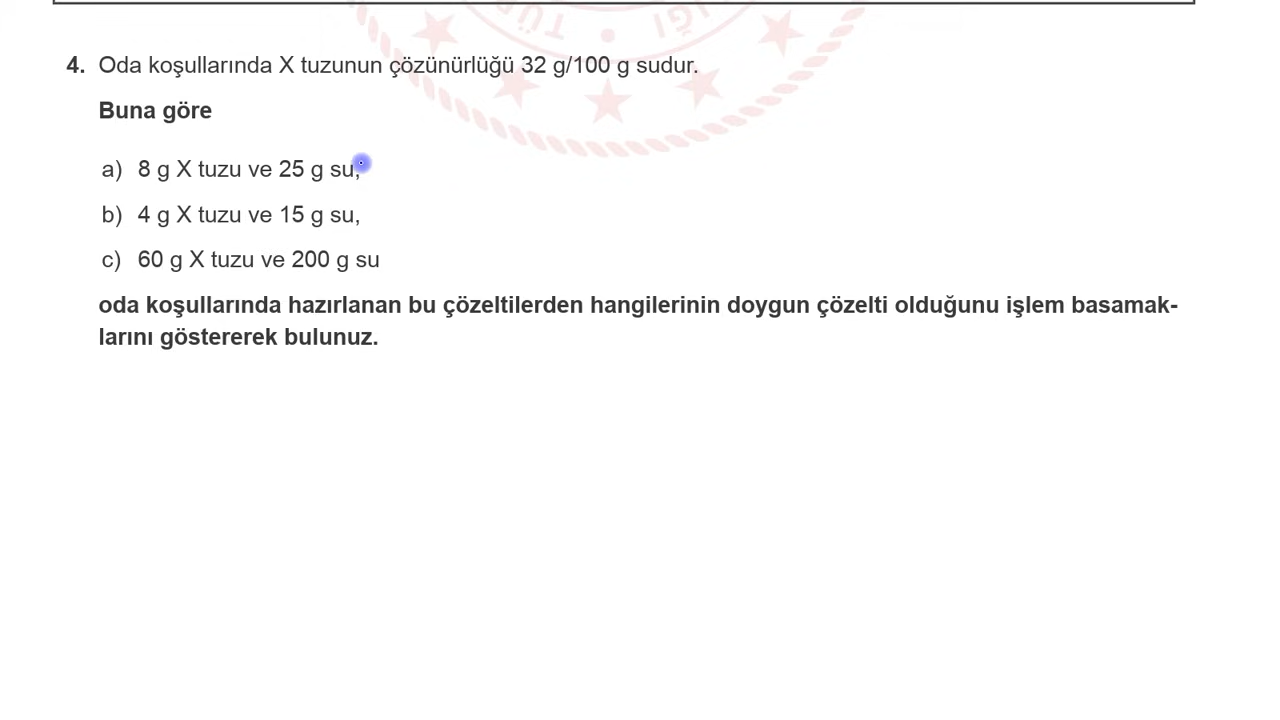 TÜR
İĞİ
4. Oda koşullarında X tuzunun çözünürlüğü 32 g/100 g sudur.
Buna göre
a) 8 g X tuzu ve 25 g su,
b) 4 g X tuzu ve 15 g su,
c) 60 g X tuzu ve 200 g su
oda koşullarında hazırlanan bu çözeltilerden hangilerinin doygun çözelti olduğunu işlem basamak-
larını göstererek bulunuz.